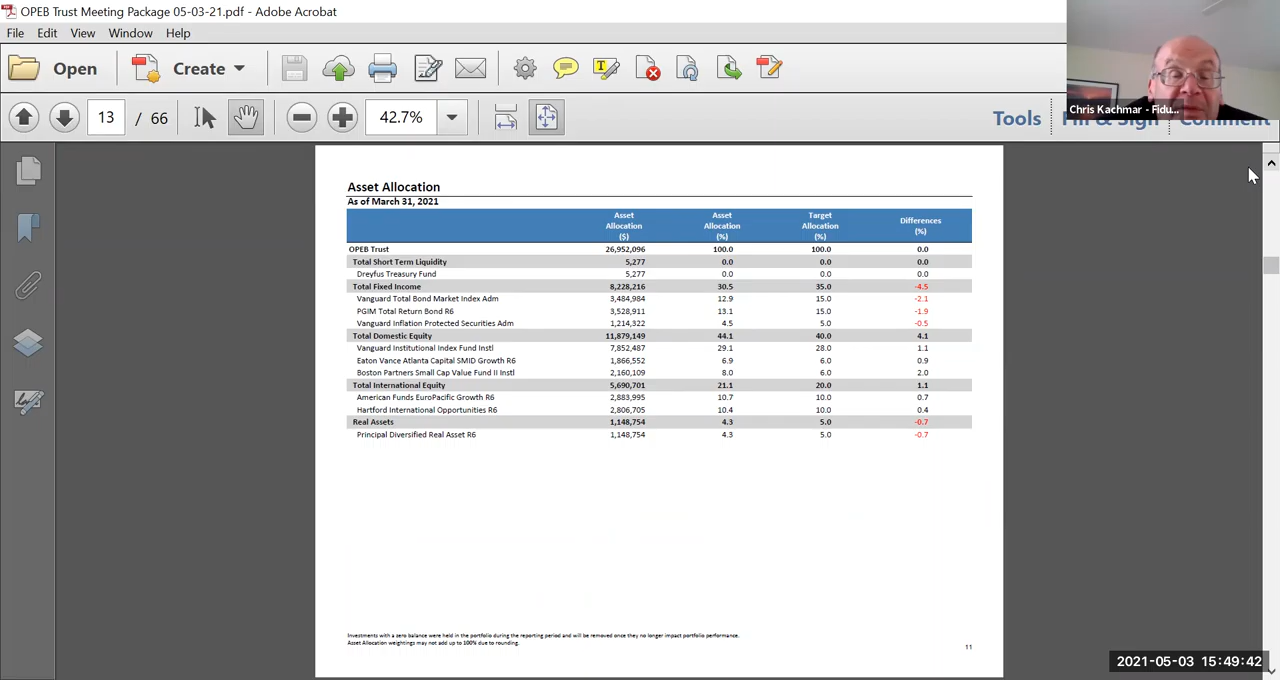 OPEB Trust Meeting Package 05-03-21.pdf - Adobe Acrobat
File Edit View Window Help
Open Create
13 / 66 42.7% Tools Fill & Sign Comment
Chris Kachmar - Fidu...
Asset Allocation
As of March 31, 2021
Asset Allocation ($) Asset Allocation (%) Target Allocation (%) Differences (%)
OPEB Trust 26,952,096 100.0 100.0 0.0
Total Short Term Liquidity 5,277 0.0 0.0 0.0
Dreyfus Treasury Fund 5,277 0.0 0.0 0.0
Total Fixed Income 8,228,216 30.5 35.0 -4.5
Vanguard Total Bond Market Index Adm 3,484,984 12.9 15.0 -2.1
PGIM Total Return Bond R6 3,528,911 13.1 15.0 -1.9
Vanguard Inflation Protected Securities Adm 1,214,322 4.5 5.0 -0.5
Total Domestic Equity 11,879,149 44.1 40.0 4.1
Vanguard Institutional Index Fund Instl 7,852,487 29.1 28.0 1.1
Eaton Vance Atlanta Capital SMID Growth R6 1,866,552 6.9 6.0 0.9
Boston Partners Small Cap Value Fund II Instl 2,160,109 8.0 6.0 2.0
Total International Equity 5,690,701 21.1 20.0 1.1
American Funds EuroPacific Growth R6 2,883,995 10.7 10.0 0.7
Hartford International Opportunities R6 2,806,705 10.4 10.0 0.4
Real Assets 1,148,754 4.3 5.0 -0.7
Principal Diversified Real Asset R6 1,148,754 4.3 5.0 -0.7
Investments with a zero balance were held in the portfolio during the reporting period and will be removed once they no longer impact portfolio performance.
Asset Allocation weightings may not add up to 100% due to rounding.
11
2021-05-03 15:49:42